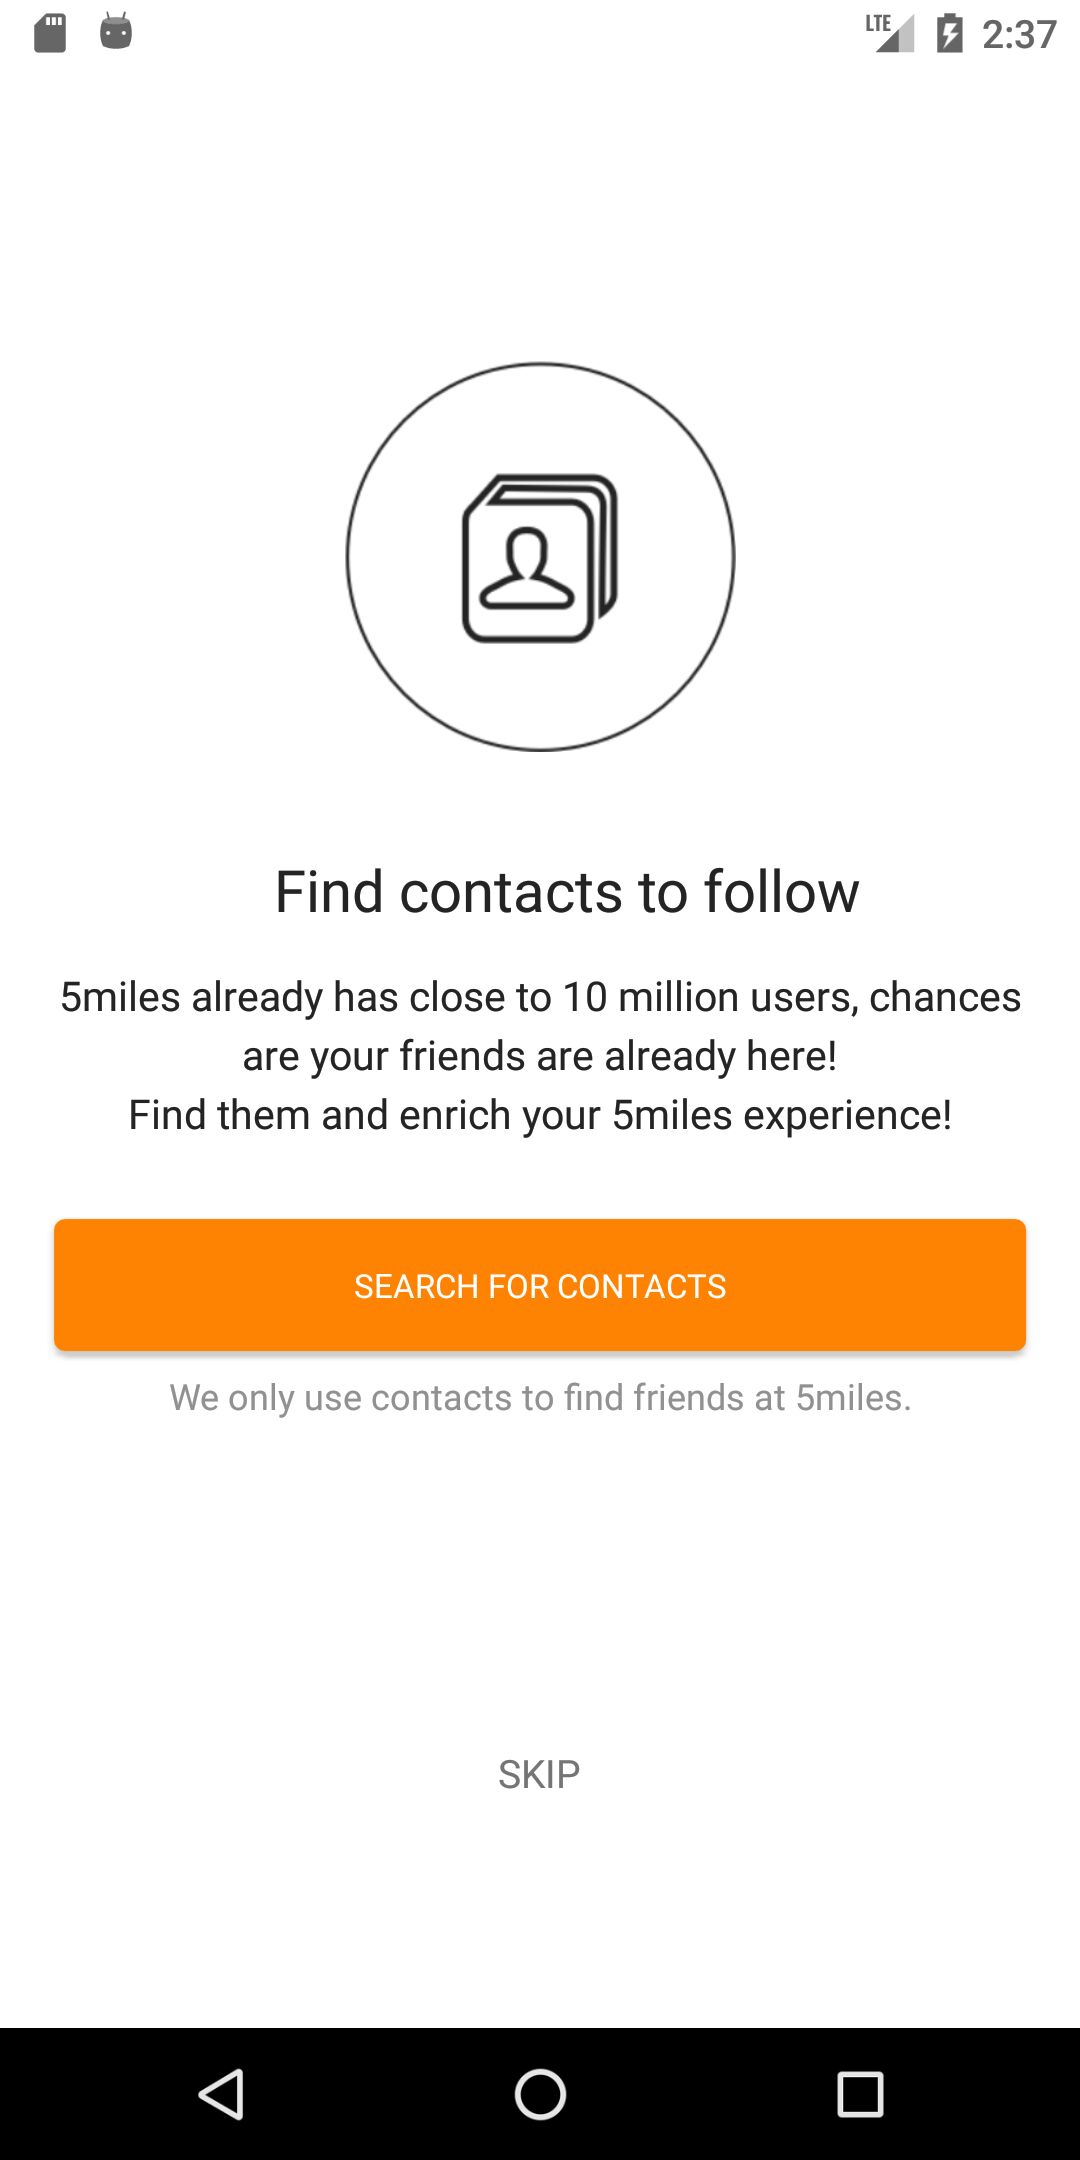 LTE 2:37
Find contacts to follow
5miles already has close to 10 million users, chances
are your friends are already here!
Find them and enrich your 5miles experience!
SEARCH FOR CONTACTS
We only use contacts to find friends at 5miles.
SKIP